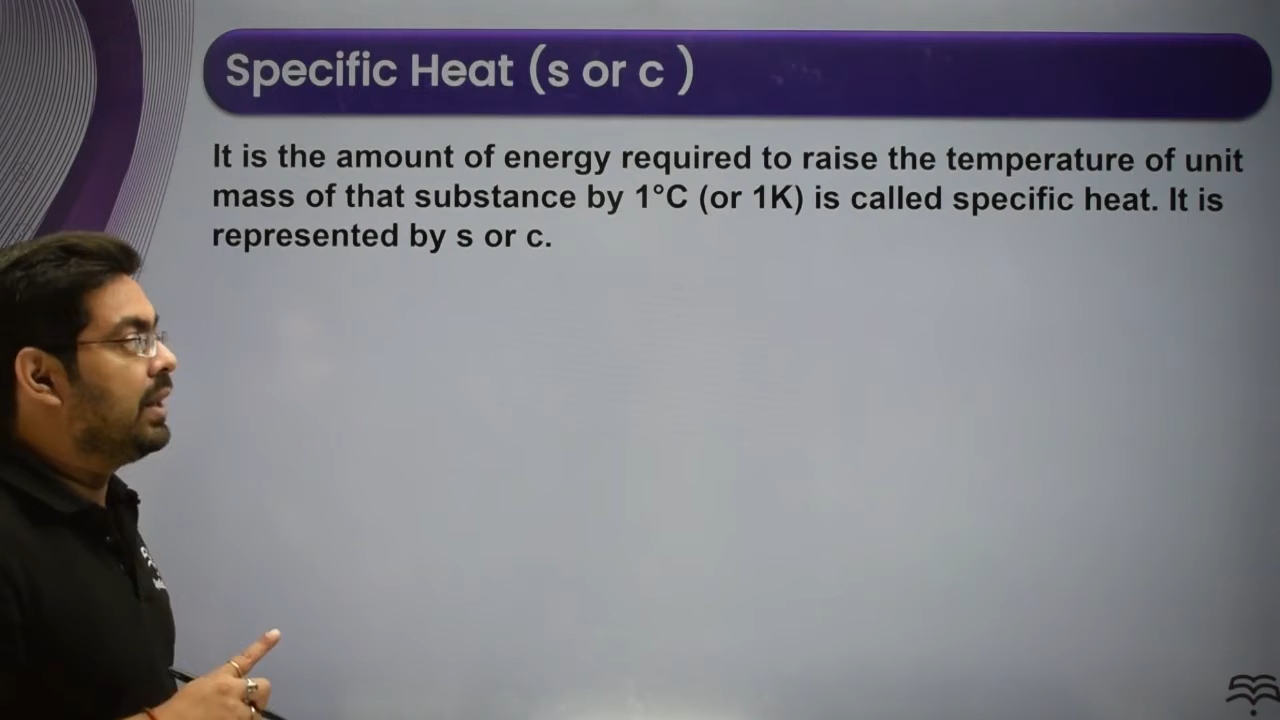 Specific Heat (s or c )
It is the amount of energy required to raise the temperature of unit
mass of that substance by 1°C (or 1K) is called specific heat. It is
represented by s or c.